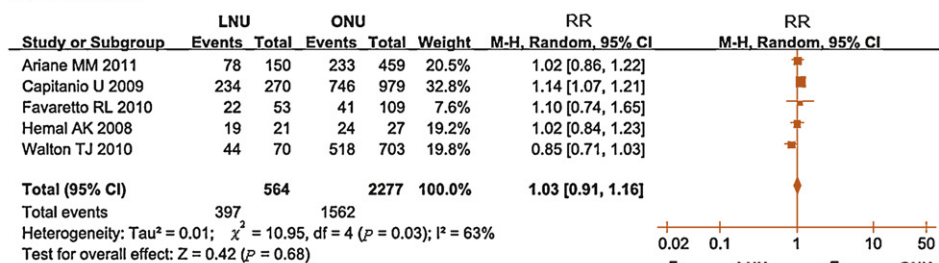 LNU ONU RR RR
Study or Subgroup Events Total Events Total Weight M-H, Random, 95% CI M-H, Random, 95% CI
Ariane MM 2011 78 150 233 459 20.5% 1.02 [0.86, 1.22]
Capitanio U 2009 234 270 746 979 32.8% 1.14 [1.07, 1.21]
Favaretto RL 2010 22 53 41 109 7.6% 1.10 [0.74, 1.65]
Hemal AK 2008 19 21 24 27 19.2% 1.02 [0.84, 1.23]
Walton TJ 2010 44 70 518 703 19.8% 0.85 [0.71, 1.03]
Total (95% CI) 564 2277 100.0% 1.03 [0.91, 1.16]
Total events 397 1562
Heterogeneity: Tau² = 0.01; χ² = 10.95, df = 4 (P = 0.03); I² = 63%
Test for overall effect: Z = 0.42 (P = 0.68)
0.02 0.1 1 10 50